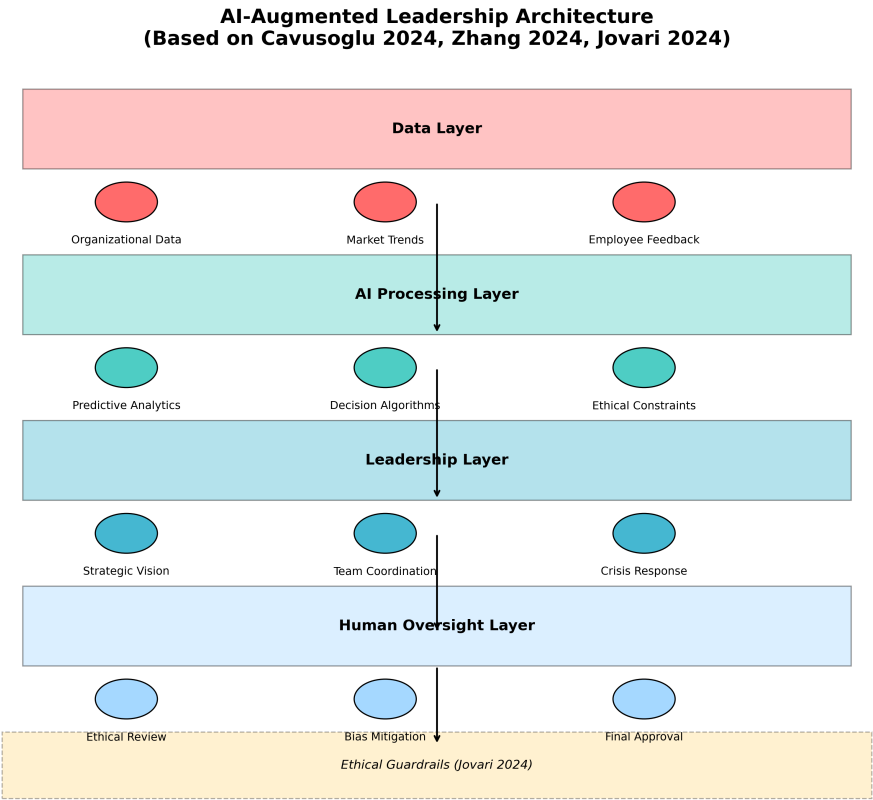 AI-Augmented Leadership Architecture
(Based on Cavusoglu 2024, Zhang 2024, Jovari 2024)
Data Layer
Organizational Data
Market Trends
Employee Feedback
AI Processing Layer
Predictive Analytics
Decision Algorithms
Ethical Constraints
Leadership Layer
Strategic Vision
Team Coordination
Crisis Response
Human Oversight Layer
Ethical Review
Bias Mitigation
Final Approval
Ethical Guardrails (Jovari 2024)